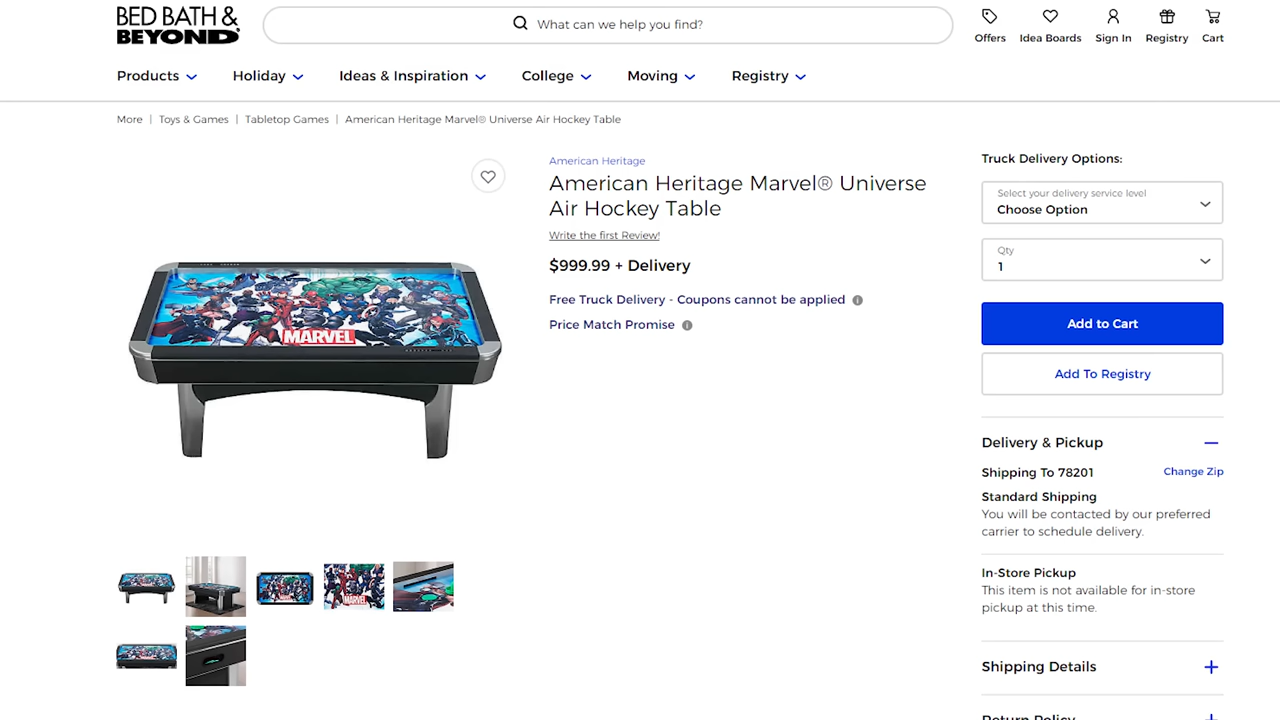 BED BATH &
BEYOND
What can we help you find?
Offers
Idea Boards
Sign In
Registry
Cart
Products
Holiday
Ideas & Inspiration
College
Moving
Registry
More | Toys & Games | Tabletop Games | American Heritage Marvel® Universe Air Hockey Table
American Heritage
American Heritage Marvel® Universe
Air Hockey Table
Write the first Review!
$999.99 + Delivery
Free Truck Delivery - Coupons cannot be applied
Price Match Promise
MARVEL
MARVEL
Truck Delivery Options:
Select your delivery service level
Choose Option
Qty
1
Add to Cart
Add To Registry
Delivery & Pickup
Shipping To 78201
Change Zip
Standard Shipping
You will be contacted by our preferred
carrier to schedule delivery.
In-Store Pickup
This item is not available for in-store
pickup at this time.
Shipping Details
Return Policy